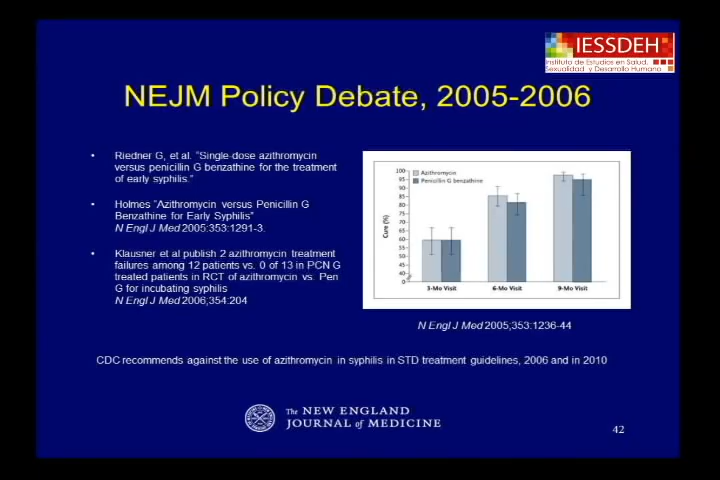 IESSDEH
Instituto de Estudios en Salud,
Sexualidad y Desarrollo Humano
NEJM Policy Debate, 2005-2006
• Riedner G, et al. "Single-dose azithromycin
versus penicillin G benzathine for the treatment
of early syphilis."
• Holmes "Azithromycin versus Penicillin G
Benzathine for Early Syphilis"
N Engl J Med 2005:353:1291-3.
• Klausner et al publish 2 azithromycin treatment
failures among 12 patients vs. 0 of 13 in PCN G
treated patients in RCT of azithromycin vs. Pen
G for incubating syphilis
N Engl J Med 2006;354:204
Azithromycin
Penicillin G benzathine
Cure (%)
100
95
90
85
80
75
70
65
60
55
50
45
40
0
3-Mo Visit
6-Mo Visit
9-Mo Visit
N Engl J Med 2005;353:1236-44
CDC recommends against the use of azithromycin in syphilis in STD treatment guidelines, 2006 and in 2010
The NEW ENGLAND
JOURNAL of MEDICINE
42